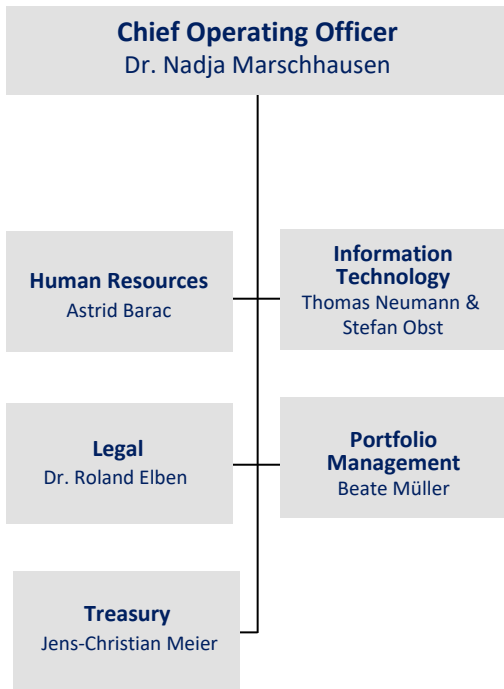 Chief Operating Officer
Dr. Nadja Marschhausen
Human Resources
Astrid Barac
Information
Technology
Thomas Neumann &
Stefan Obst
Legal
Dr. Roland Elben
Portfolio
Management
Beate Müller
Treasury
Jens-Christian Meier